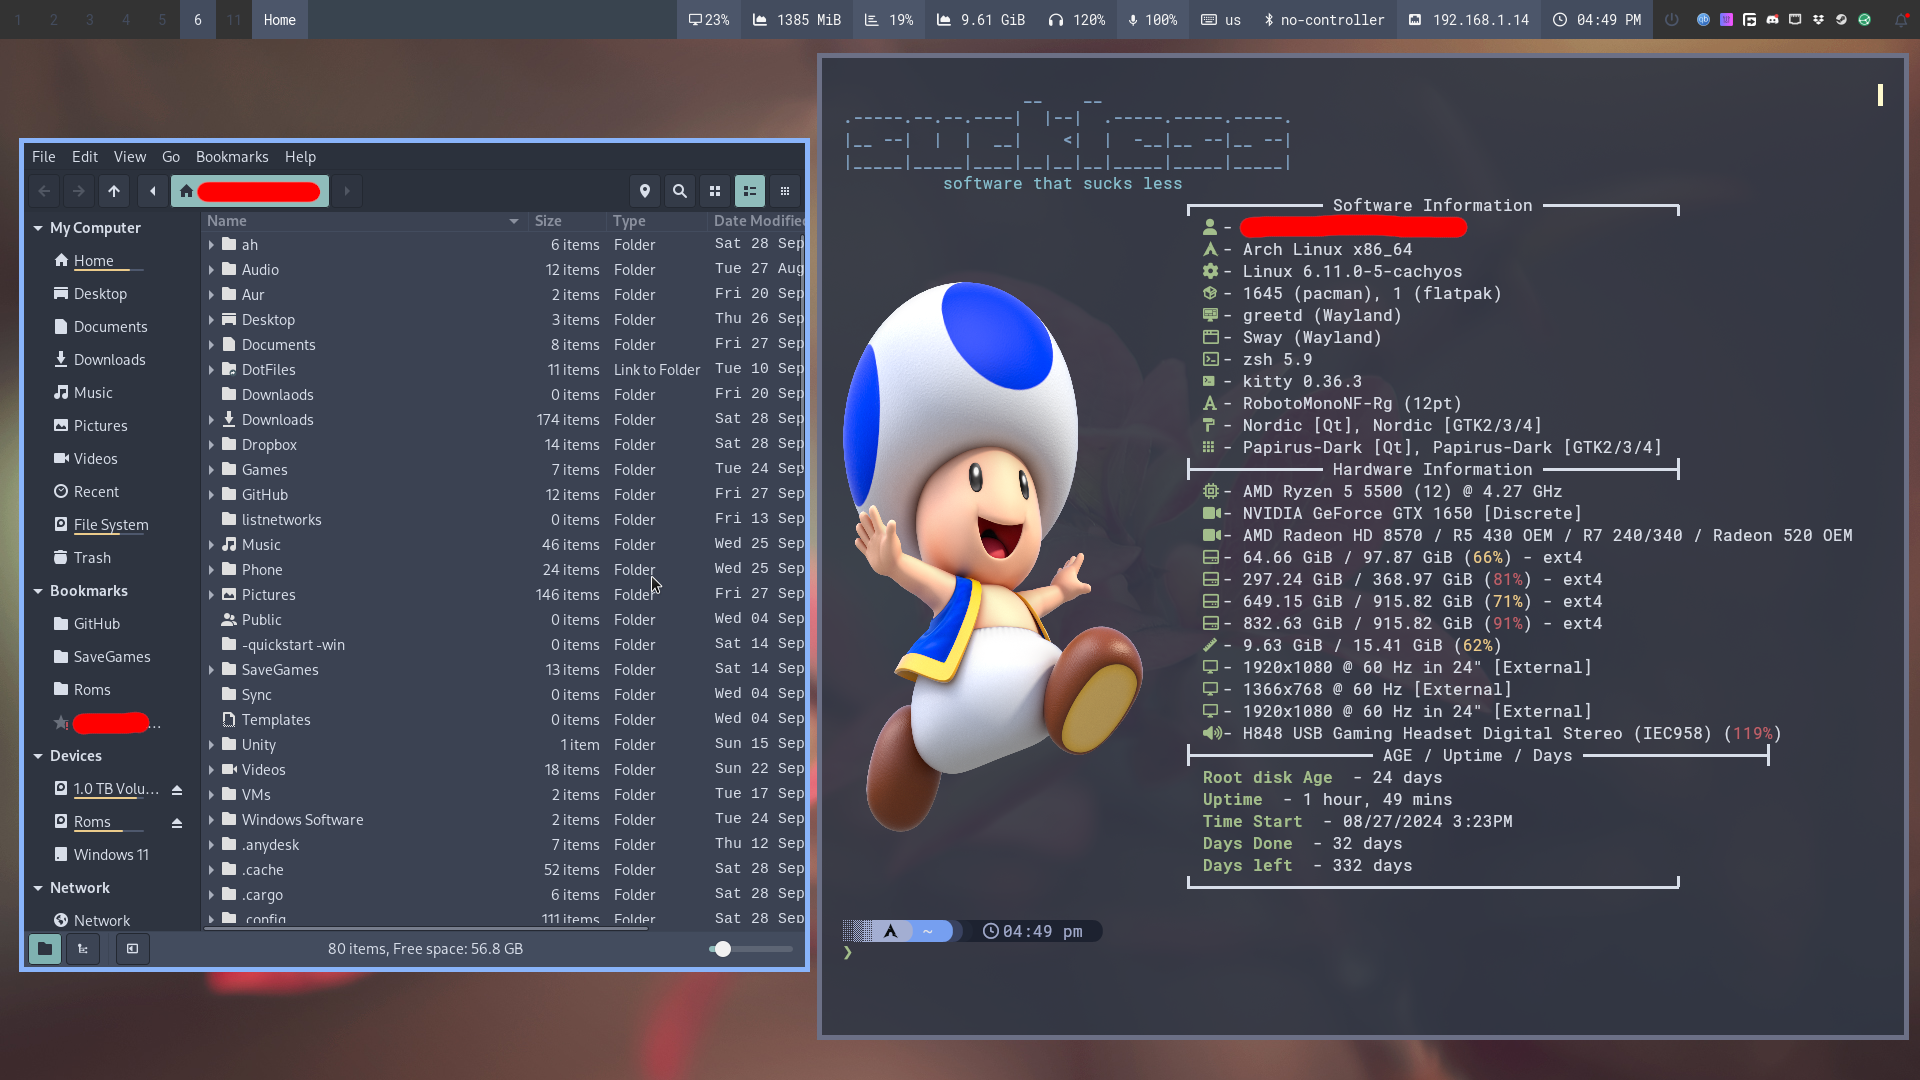 1 2 3 4 5 6 11 Home 23% 1385 MiB 19% 9.61 GiB 120% 100% us no-controller 192.168.1.14 04:49 PM
File Edit View Go Bookmarks Help
My Computer
Home
Desktop
Documents
Downloads
Music
Pictures
Videos
Recent
File System
Trash
Bookmarks
GitHub
SaveGames
Roms
...
Devices
1.0 TB Volu...
Roms
Windows 11
Network
Network
Name Size Type Date Modified
ah 6 items Folder Sat 28 Sep
Audio 12 items Folder Tue 27 Aug
Aur 2 items Folder Fri 20 Sep
Desktop 3 items Folder Thu 26 Sep
Documents 8 items Folder Fri 27 Sep
DotFiles 11 items Link to Folder Tue 10 Sep
Downlaods 0 items Folder Fri 20 Sep
Downloads 174 items Folder Sat 28 Sep
Dropbox 14 items Folder Sat 28 Sep
Games 7 items Folder Tue 24 Sep
GitHub 12 items Folder Fri 27 Sep
listnetworks 0 items Folder Fri 13 Sep
Music 46 items Folder Wed 25 Sep
Phone 24 items Folder Wed 25 Sep
Pictures 146 items Folder Fri 27 Sep
Public 0 items Folder Wed 04 Sep
-quickstart -win 0 items Folder Sat 14 Sep
SaveGames 13 items Folder Sat 14 Sep
Sync 0 items Folder Wed 04 Sep
Templates 0 items Folder Wed 04 Sep
Unity 1 item Folder Sun 15 Sep
Videos 18 items Folder Sun 22 Sep
VMs 2 items Folder Tue 17 Sep
Windows Software 2 items Folder Tue 24 Sep
.anydesk 7 items Folder Thu 12 Sep
.cache 52 items Folder Sat 28 Sep
.cargo 6 items Folder Sat 28 Sep
.config 111 items Folder Sat 28 Sep
80 items, Free space: 56.8 GB
suckless
software that sucks less
Software Information
-
- Arch Linux x86_64
- Linux 6.11.0-5-cachyos
- 1645 (pacman), 1 (flatpak)
- greetd (Wayland)
- Sway (Wayland)
- zsh 5.9
- kitty 0.36.3
- RobotoMonoNF-Rg (12pt)
- Nordic [Qt], Nordic [GTK2/3/4]
- Papirus-Dark [Qt], Papirus-Dark [GTK2/3/4]
Hardware Information
- AMD Ryzen 5 5500 (12) @ 4.27 GHz
- NVIDIA GeForce GTX 1650 [Discrete]
- AMD Radeon HD 8570 / R5 430 OEM / R7 240/340 / Radeon 520 OEM
- 64.66 GiB / 97.87 GiB (66%) - ext4
- 297.24 GiB / 368.97 GiB (81%) - ext4
- 649.15 GiB / 915.82 GiB (71%) - ext4
- 832.63 GiB / 915.82 GiB (91%) - ext4
- 9.63 GiB / 15.41 GiB (62%)
- 1920x1080 @ 60 Hz in 24" [External]
- 1366x768 @ 60 Hz [External]
- 1920x1080 @ 60 Hz in 24" [External]
- H848 USB Gaming Headset Digital Stereo (IEC958) (119%)
AGE / Uptime / Days
Root disk Age - 24 days
Uptime - 1 hour, 49 mins
Time Start - 08/27/2024 3:23PM
Days Done - 32 days
Days left - 332 days
~ 04:49 pm
❯